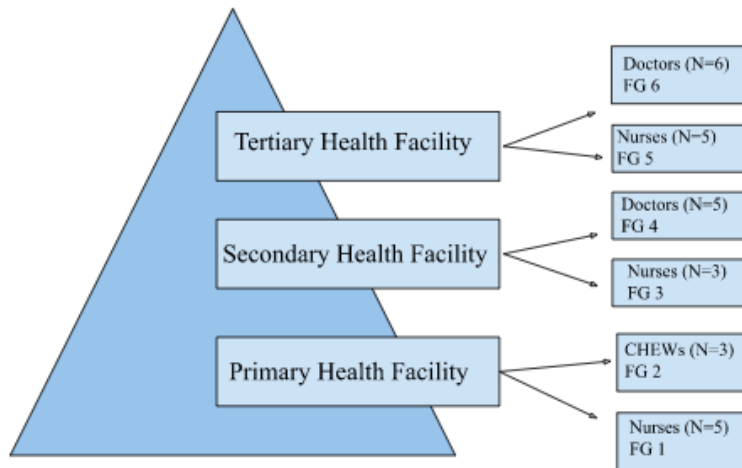 Doctors (N=6)
FG 6
Tertiary Health Facility
Nurses (N=5)
FG 5
Doctors (N=5)
FG 4
Secondary Health Facility
Nurses (N=3)
FG 3
CHEWs (N=3)
FG 2
Primary Health Facility
Nurses (N=5)
FG 1